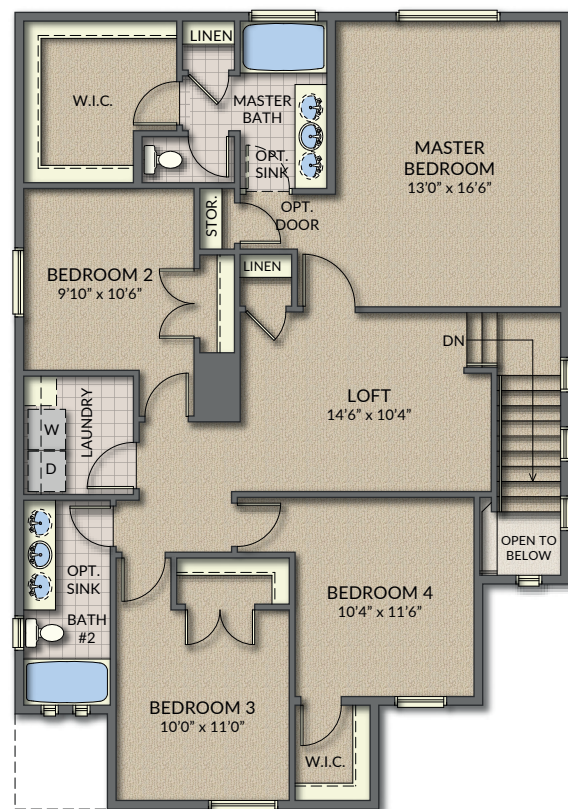 LINEN
W.I.C.
MASTER
BATH
OPT.
SINK
MASTER
BEDROOM
13'0" x 16'6"
STOR.
OPT.
DOOR
BEDROOM 2
9'10" x 10'6"
LINEN
DN
LOFT
14'6" x 10'4"
LAUNDRY
W
D
OPT.
SINK
BATH
#2
OPEN TO
BELOW
BEDROOM 4
10'4" x 11'6"
BEDROOM 3
10'0" x 11'0"
W.I.C.